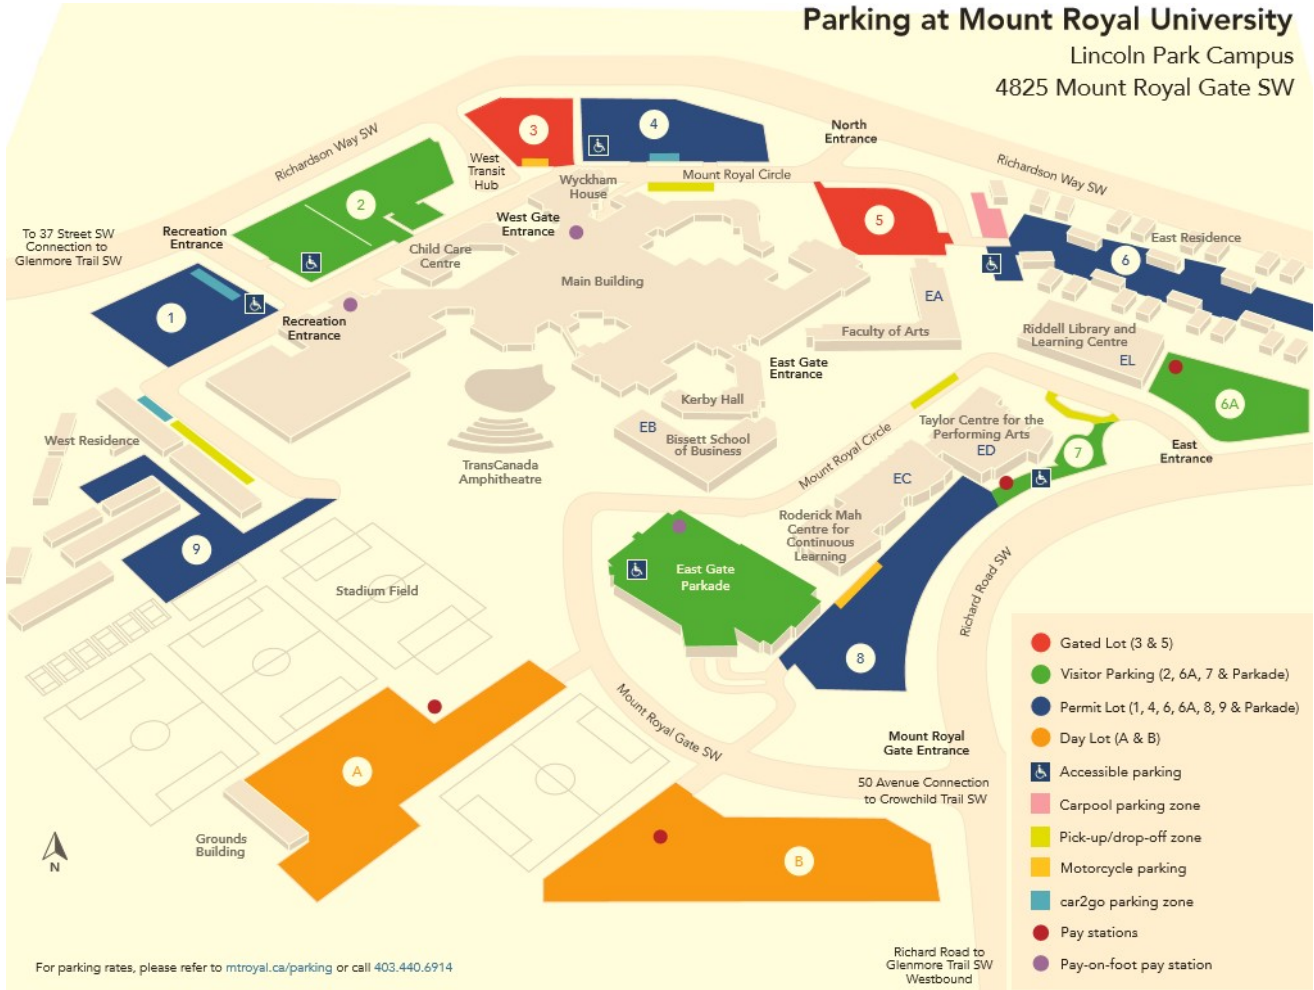 Parking at Mount Royal University
Lincoln Park Campus
4825 Mount Royal Gate SW
3
4
North
Entrance
Richardson Way SW
West
Transit
Hub
Mount Royal Circle
Wyckham
House
Richardson Way SW
2
West Gate
Entrance
5
To 37 Street SW
Connection to
Glenmore Trail SW
Recreation
Entrance
Child Care
Centre
East Residence
6
Main Building
1
Recreation
Entrance
EA
Faculty of Arts
Riddell Library and
Learning Centre
EL
East Gate
Entrance
Kerby Hall
6A
West Residence
EB
Bissett School
of Business
Mount Royal Circle
Taylor Centre for the
Performing Arts
ED
7
East
Entrance
TransCanada
Amphitheatre
EC
Roderick Mah
Centre for
Continuous
Learning
9
Stadium Field
East Gate
Parkade
Richard Road SW
8
Mount Royal Gate SW
A
Mount Royal
Gate Entrance
50 Avenue Connection
to Crowchild Trail SW
Grounds
Building
N
B
Richard Road to
Glenmore Trail SW
Westbound
Gated Lot (3 & 5)
Visitor Parking (2, 6A, 7 & Parkade)
Permit Lot (1, 4, 6, 6A, 8, 9 & Parkade)
Day Lot (A & B)
Accessible parking
Carpool parking zone
Pick-up/drop-off zone
Motorcycle parking
car2go parking zone
Pay stations
Pay-on-foot pay station
For parking rates, please refer to mtroyal.ca/parking or call 403.440.6914